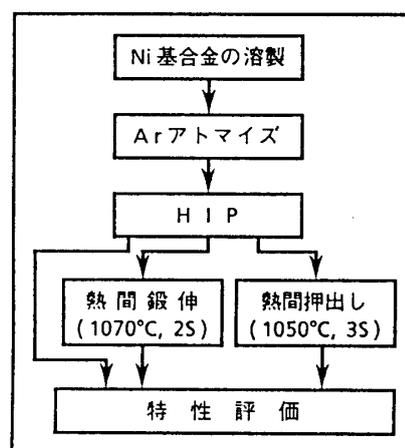 Ni基合金の溶製
Arアトマイズ
HIP
熱間鍛伸
(1070°C, 2S)
熱間押出し
(1050°C, 3S)
特性評価